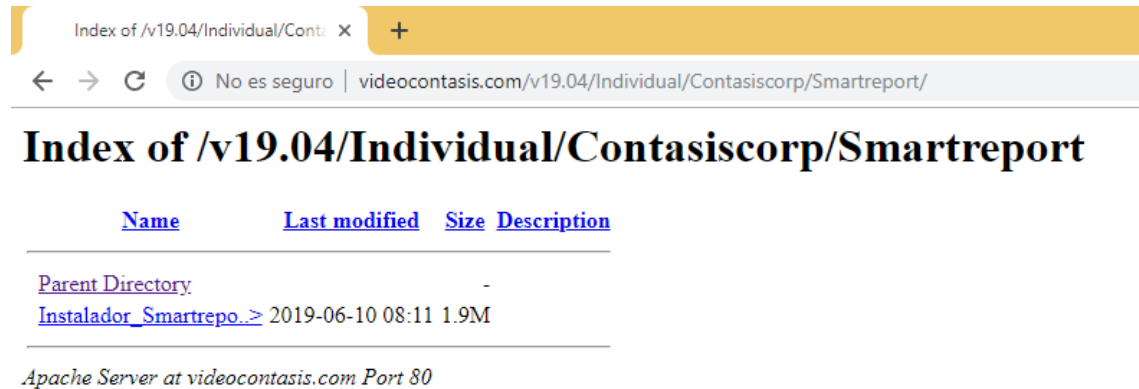 Index of /v19.04/Individual/Conta
No es seguro | videocontasis.com/v19.04/Individual/Contasiscorp/Smartreport/
Index of /v19.04/Individual/Contasiscorp/Smartreport
Name Last modified Size Description
Parent Directory -
Instalador_Smartrepo..> 2019-06-10 08:11 1.9M
Apache Server at videocontasis.com Port 80